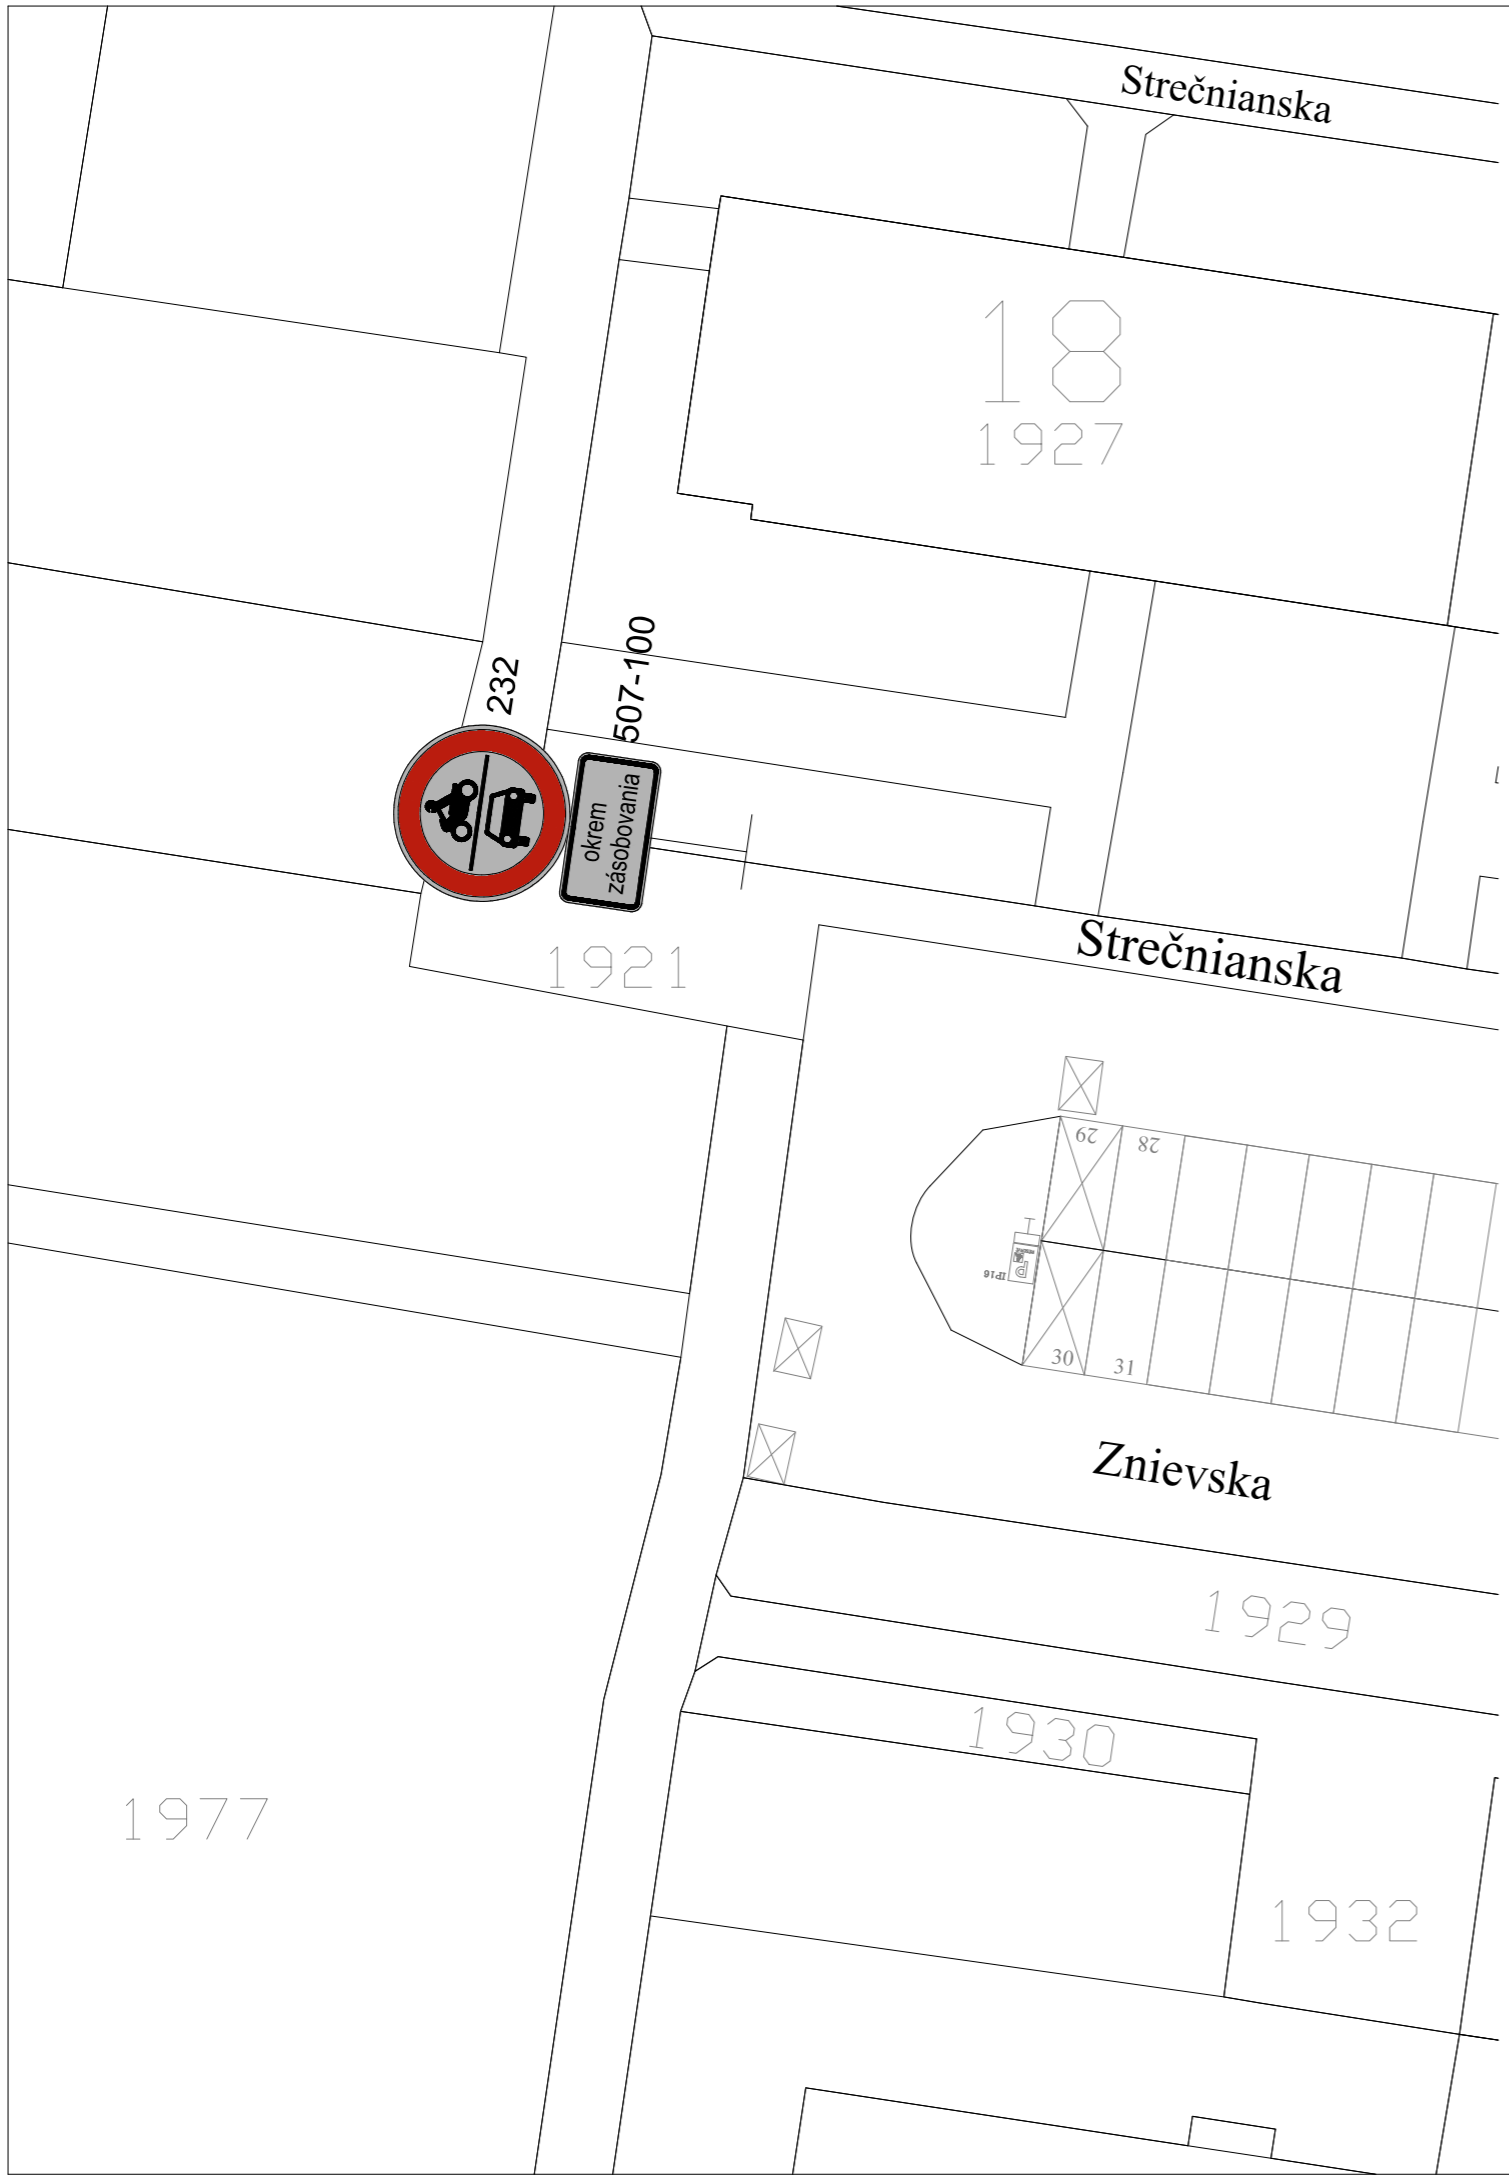 Strečnianska
18
1927
232
507-100
okrem
zásobovania
1921
Strečnianska
29
28
IP16
P
30
31
Znievska
1929
1930
1977
1932